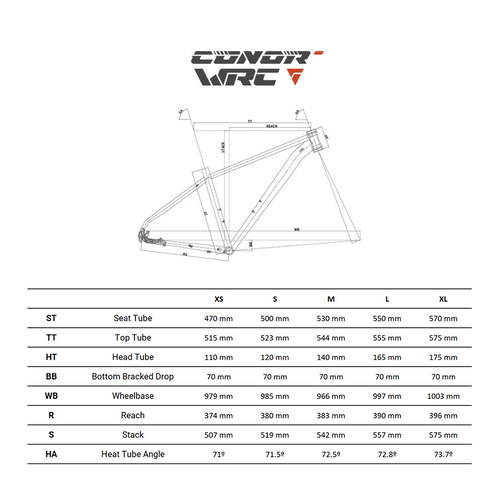 CONOR
WRC
SA
HA
TT
REACH
HT
STACK
ST
WB
BB
RC
XS S M L XL
ST Seat Tube 470 mm 500 mm 530 mm 550 mm 570 mm
TT Top Tube 515 mm 523 mm 544 mm 555 mm 575 mm
HT Head Tube 110 mm 120 mm 140 mm 165 mm 175 mm
BB Bottom Bracked Drop 70 mm 70 mm 70 mm 70 mm 70 mm
WB Wheelbase 979 mm 985 mm 966 mm 997 mm 1003 mm
R Reach 374 mm 380 mm 383 mm 390 mm 396 mm
S Stack 507 mm 519 mm 542 mm 557 mm 575 mm
HA Heat Tube Angle 71º 71.5º 72.5º 72.8º 73.7º